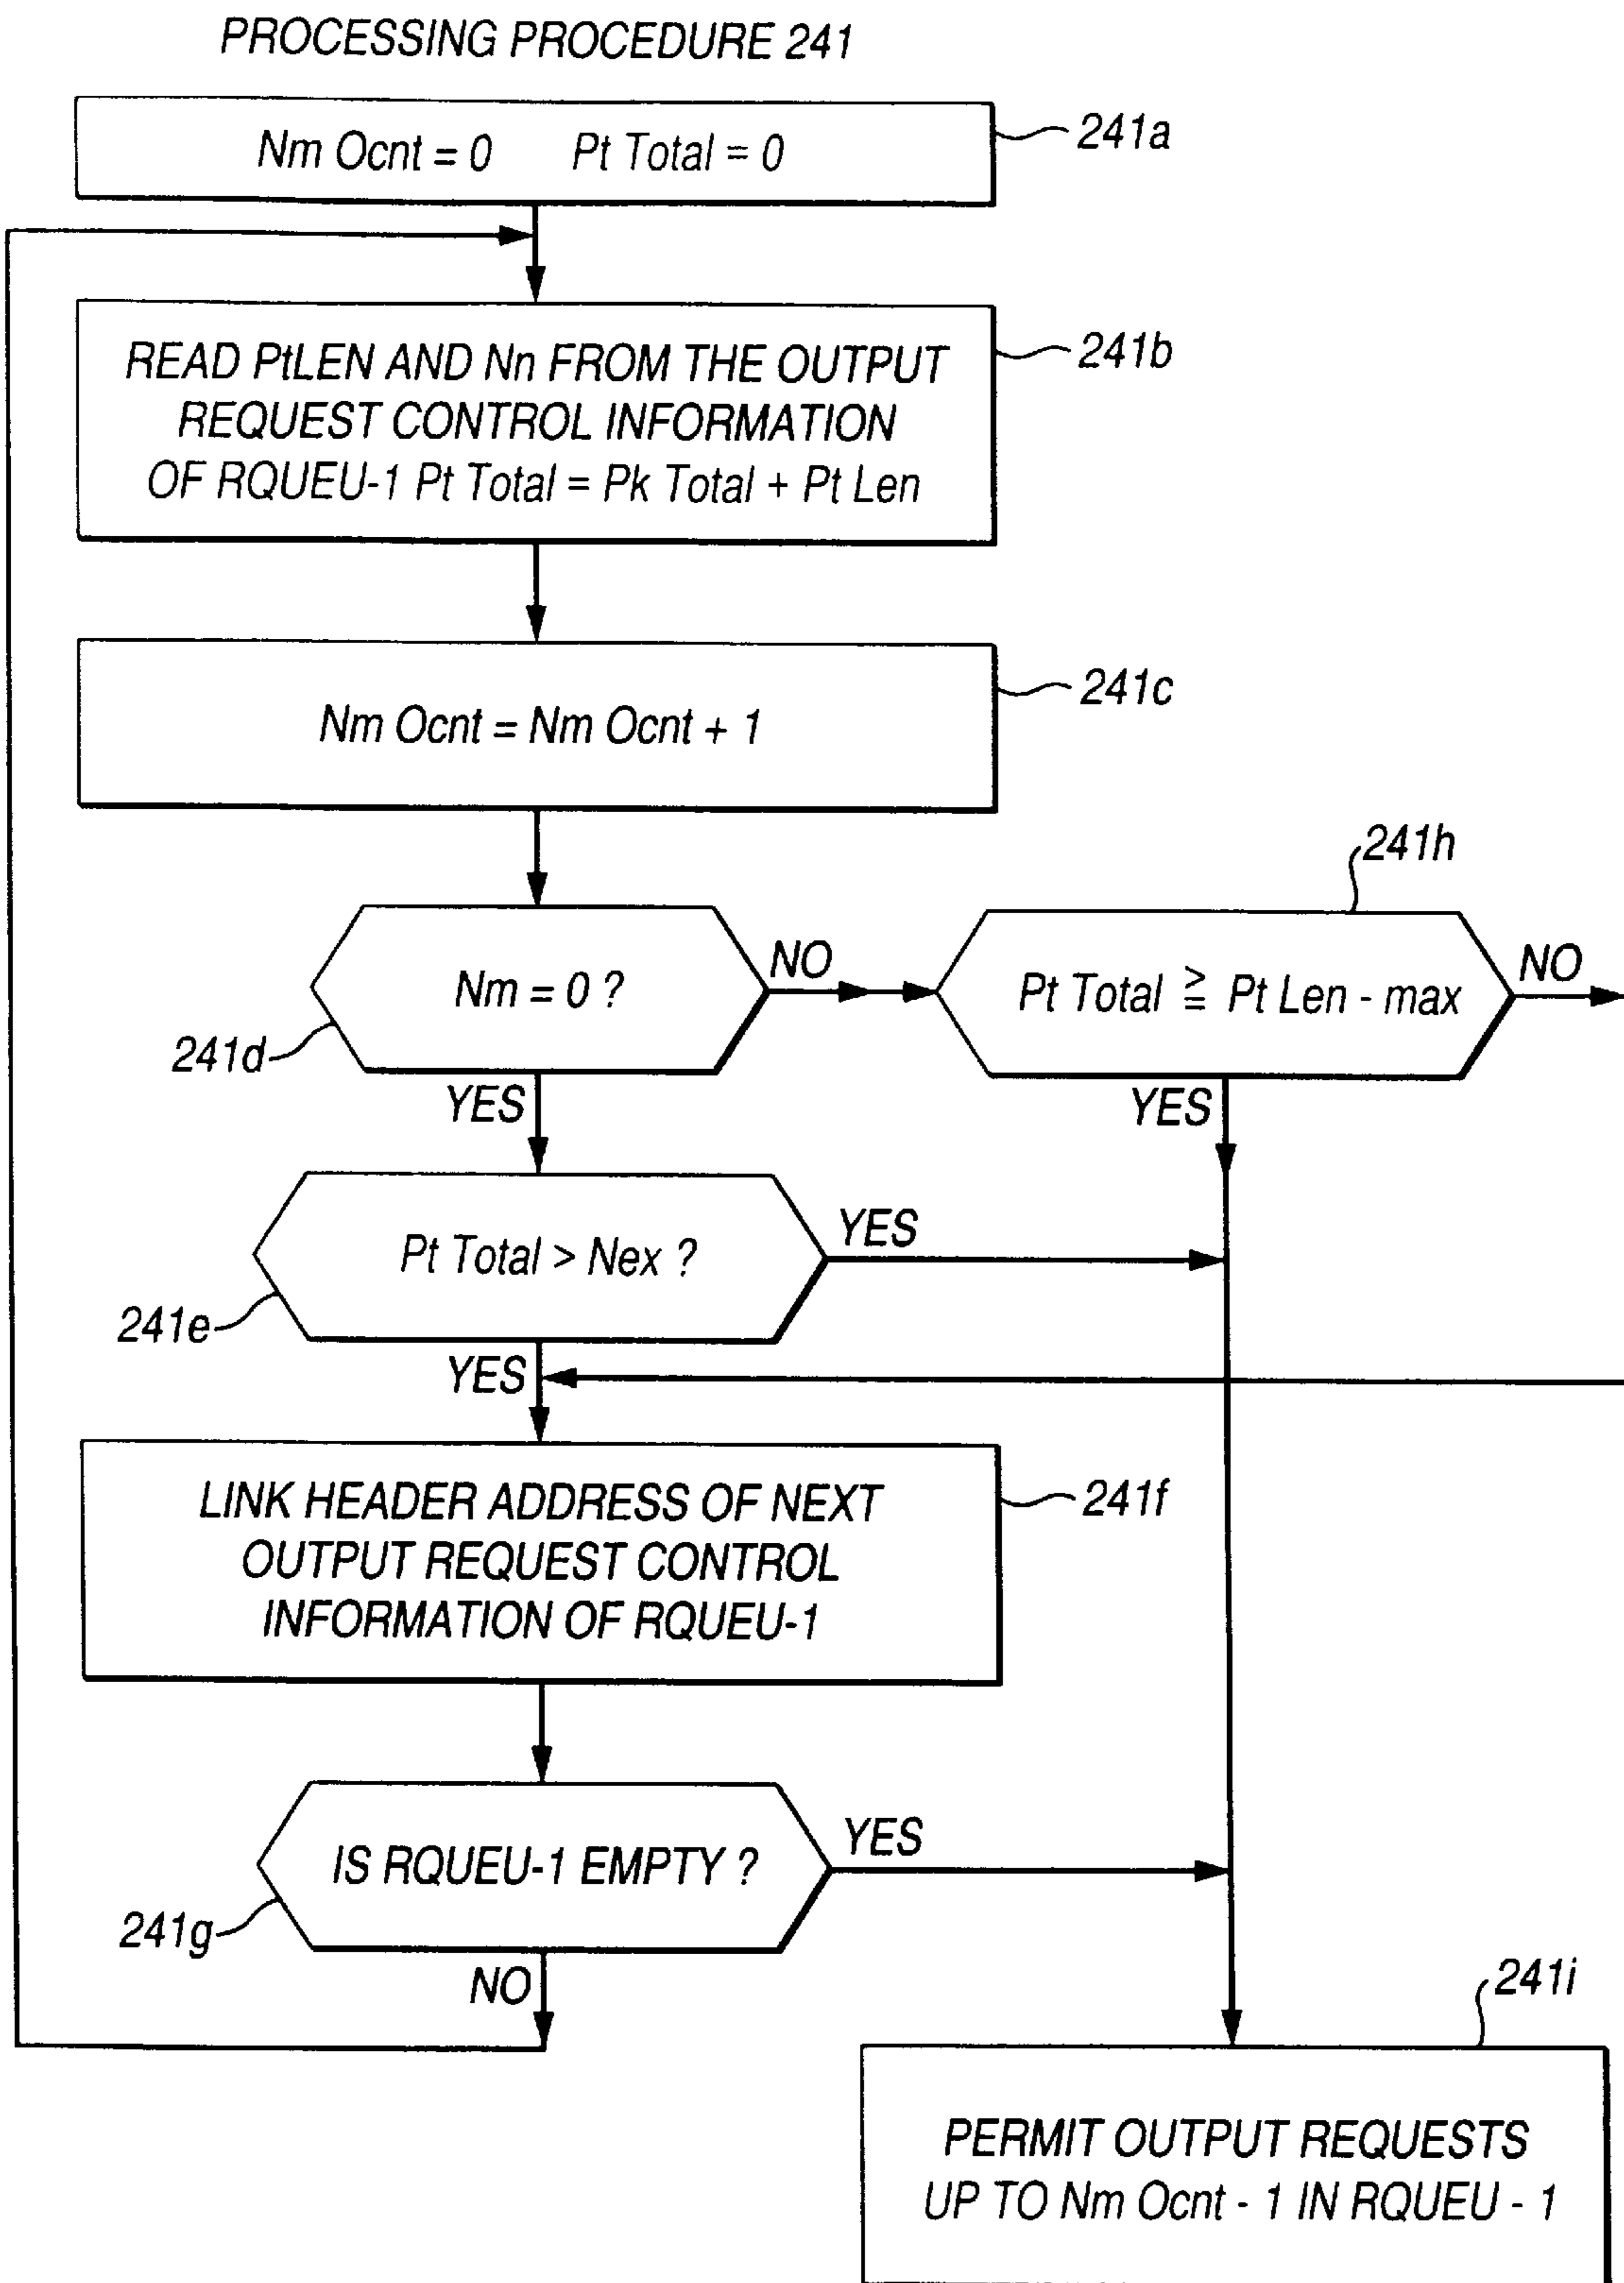 PROCESSING PROCEDURE 241
Nm Ocnt = 0 Pt Total = 0
241a
READ PtLEN AND Nn FROM THE OUTPUT
REQUEST CONTROL INFORMATION
OF RQUEU-1 Pt Total = Pk Total + Pt Len
241b
Nm Ocnt = Nm Ocnt + 1
241c
241h
Nm = 0 ?
NO
Pt Total ≧ Pt Len - max
NO
241d
YES
YES
Pt Total > Nex ?
YES
241e
YES
LINK HEADER ADDRESS OF NEXT
OUTPUT REQUEST CONTROL
INFORMATION OF RQUEU-1
241f
IS RQUEU-1 EMPTY ?
YES
241g
NO
241i
PERMIT OUTPUT REQUESTS
UP TO Nm Ocnt - 1 IN RQUEU - 1